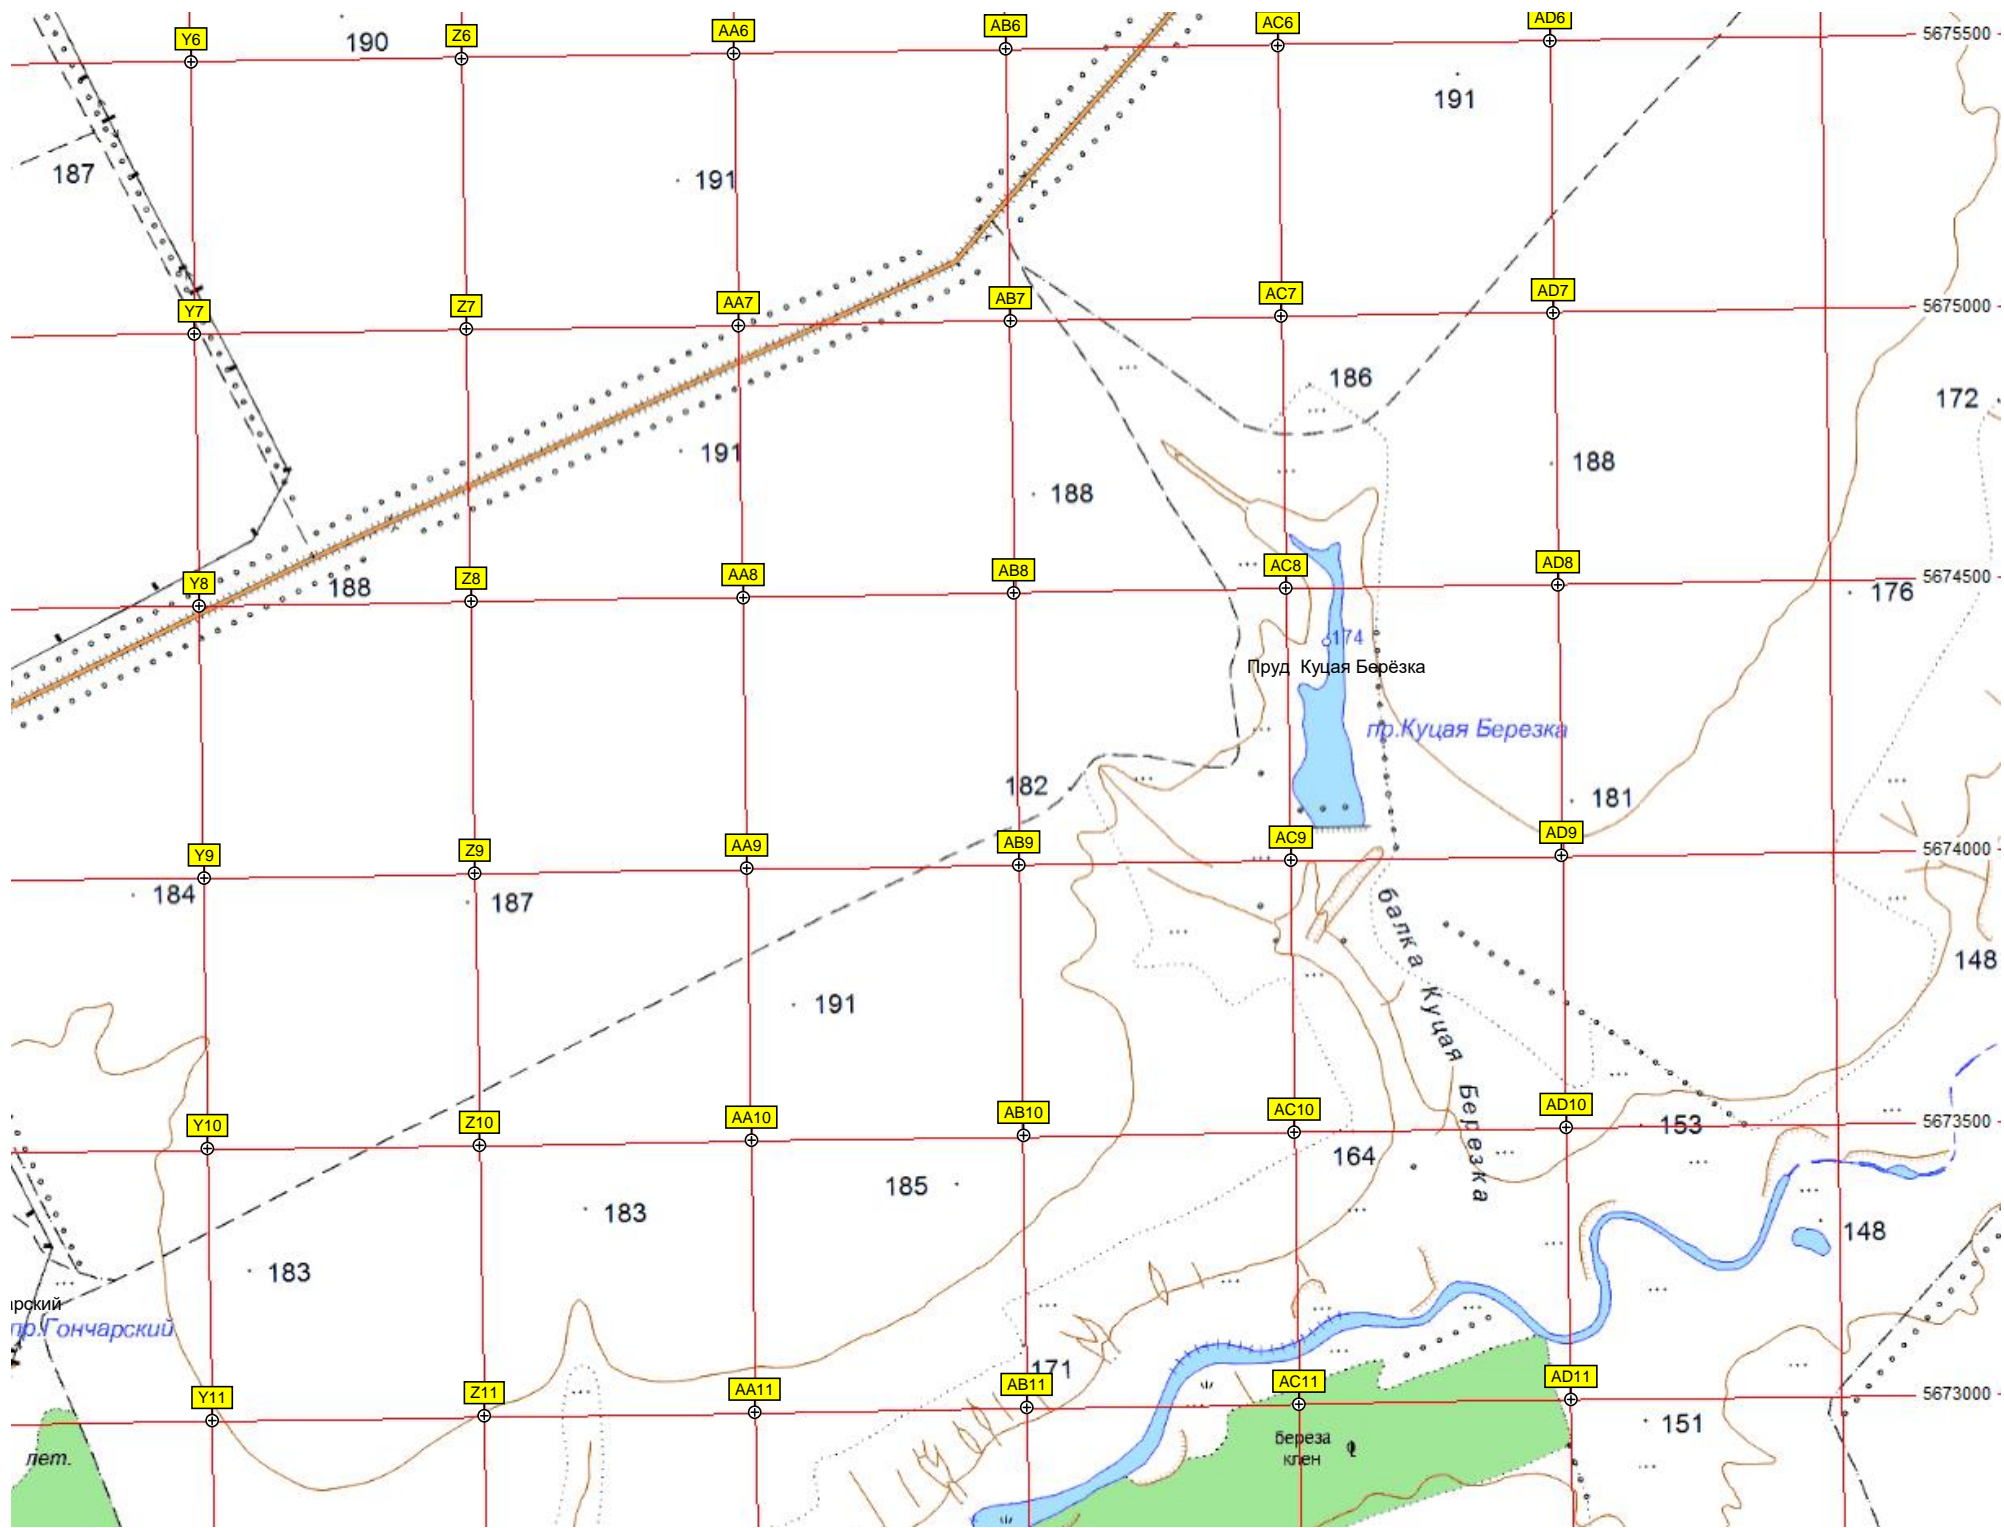 Y6
Z6
AA6
AB6
AC6
AD6
5675500
190
191
187
191
Y7
Z7
AA7
AB7
AC7
AD7
5675000
186
172
191
188
188
Y8
Z8
AA8
AB8
AC8
AD8
5674500
188
176
174
Пруд Куцая Берёзка
пр.Куцая Березка
182
181
Y9
Z9
AA9
AB9
AC9
AD9
5674000
184
187
балка Куцая Березка
148
191
Y10
Z10
AA10
AB10
AC10
AD10
5673500
153
164
185
183
148
183
арский
пр.Гончарский
171
Y11
Z11
AA11
AB11
AC11
AD11
5673000
151
береза
клен
лет.